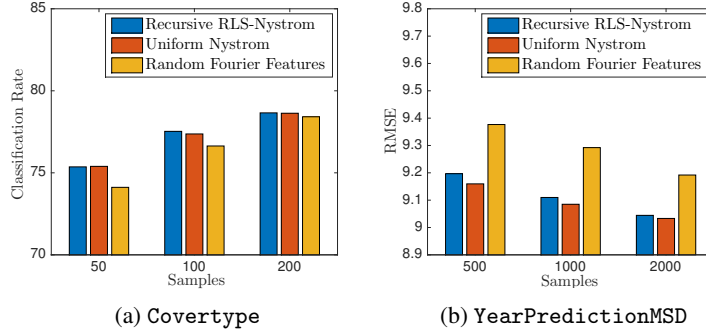 85
80
75
70
Classification Rate
Recursive RLS-Nystrom
Uniform Nystrom
Random Fourier Features
50
100
200
Samples
(a) Covertype
9.8
9.7
9.6
9.5
9.4
9.3
9.2
9.1
9
8.9
RMSE
Recursive RLS-Nystrom
Uniform Nystrom
Random Fourier Features
500
1000
2000
Samples
(b) YearPredictionMSD